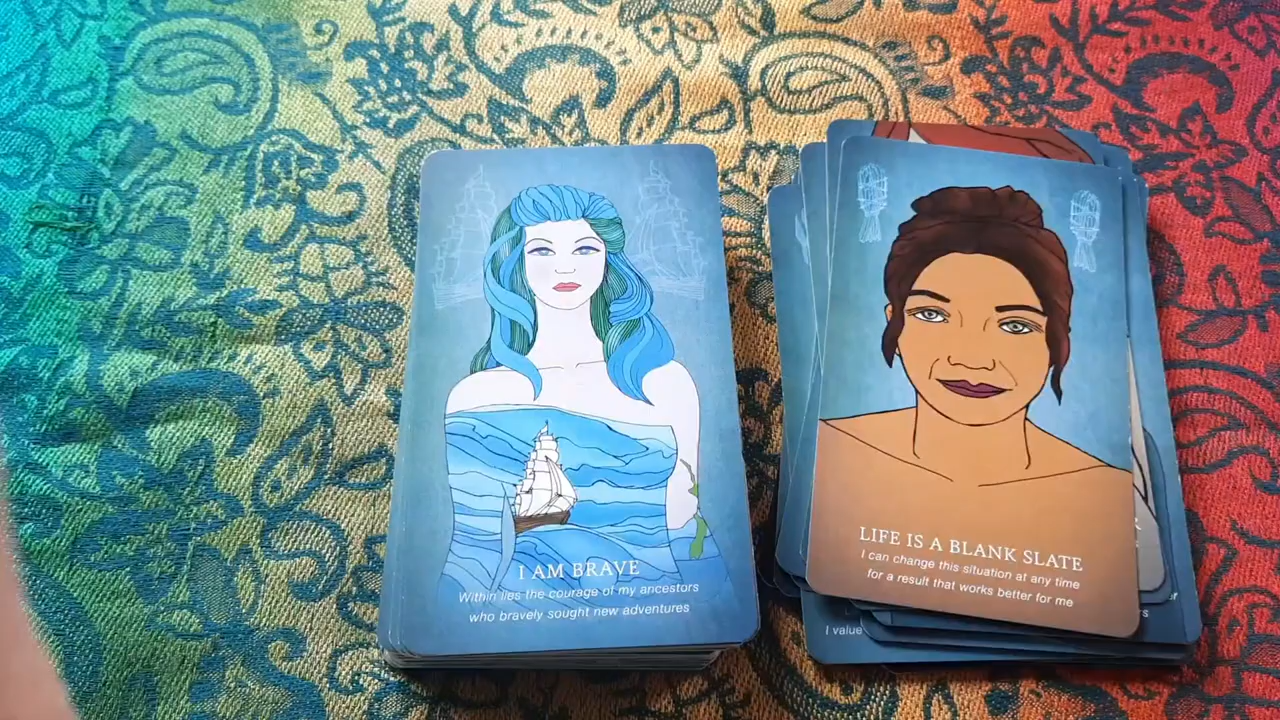 I AM BRAVE
Within lies the courage of my ancestors
who bravely sought new adventures
LIFE IS A BLANK SLATE
I can change this situation at any time
for a result that works better for me
I value